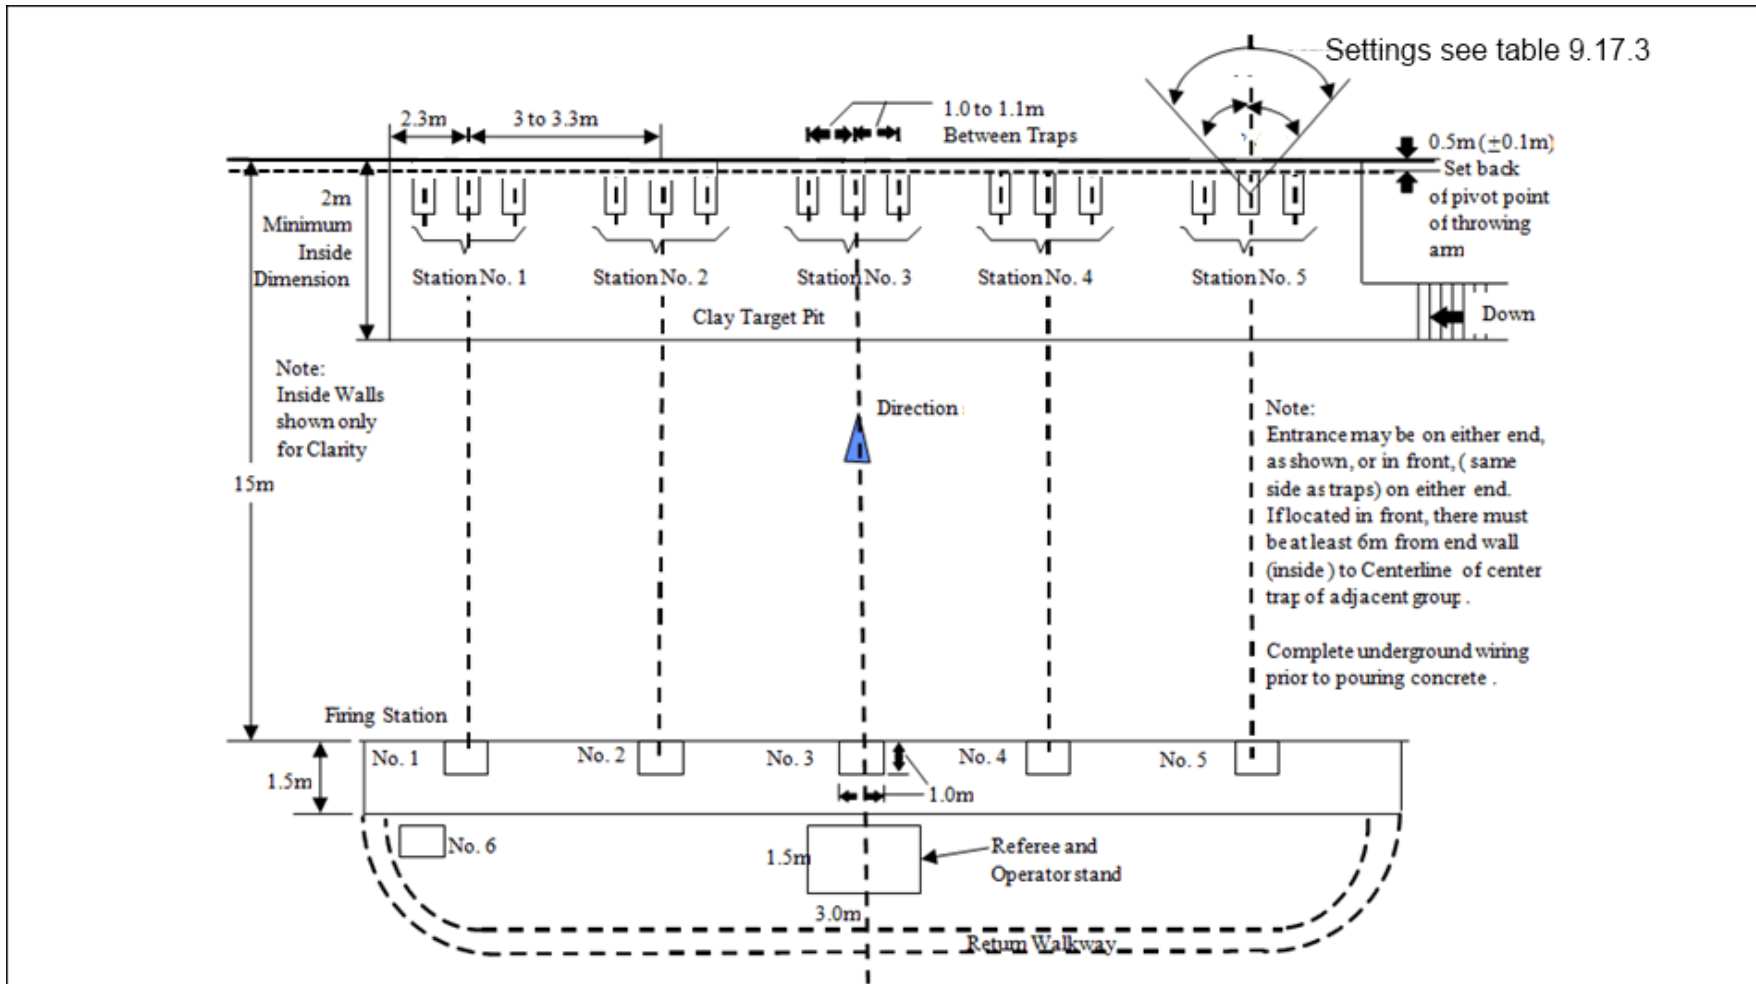 Settings see table 9.17.3
2.3m
3 to 3.3m
1.0 to 1.1m
Between Traps
0.5m (±0.1m)
Set back
of pivot point
of throwing
arm
2m
Minimum
Inside
Dimension
Station No. 1
Station No. 2
Station No. 3
Station No. 4
Station No. 5
Clay Target Pit
Down
Note:
Inside Walls
shown only
for Clarity
Direction
Note:
Entrance may be on either end,
as shown, or in front, ( same
side as traps) on either end.
If located in front, there must
be at least 6m from end wall
(inside ) to Centerline of center
trap of adjacent group .
Complete underground wiring
prior to pouring concrete .
15m
Firing Station
No. 1
No. 2
No. 3
No. 4
No. 5
1.5m
1.0m
No. 6
1.5m
Referee and
Operator stand
3.0m
Return Walkway